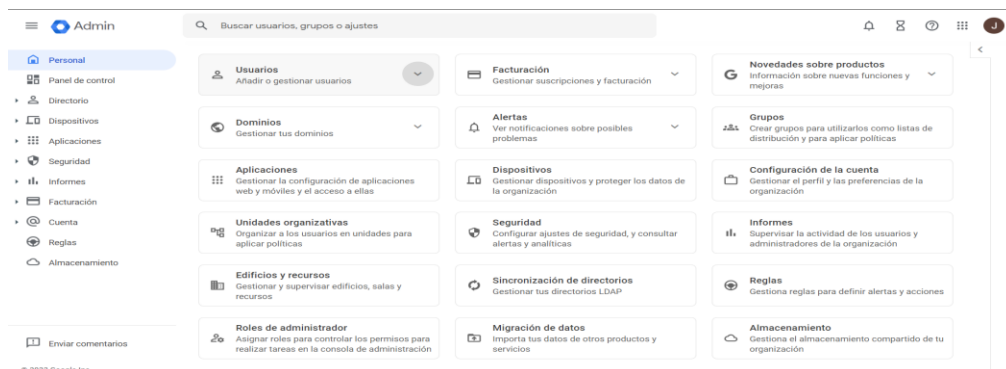 Admin
Buscar usuarios, grupos o ajustes
J
Personal
Panel de control
Directorio
Dispositivos
Aplicaciones
Seguridad
Informes
Facturación
Cuenta
Reglas
Almacenamiento
Enviar comentarios
Usuarios
Añadir o gestionar usuarios
Facturación
Gestionar suscripciones y facturación
Novedades sobre productos
Información sobre nuevas funciones y
mejoras
Dominios
Gestionar tus dominios
Alertas
Ver notificaciones sobre posibles
problemas
Grupos
Crear grupos para utilizarlos como listas de
distribución y para aplicar políticas
Aplicaciones
Gestionar la configuración de aplicaciones
web y móviles y el acceso a ellas
Dispositivos
Gestionar dispositivos y proteger los datos de
la organización
Configuración de la cuenta
Gestionar el perfil y las preferencias de la
organización
Unidades organizativas
Organizar a los usuarios en unidades para
aplicar políticas
Seguridad
Configurar ajustes de seguridad, y consultar
alertas y analíticas
Informes
Supervisar la actividad de los usuarios y
administradores de la organización
Edificios y recursos
Gestionar y supervisar edificios, salas y
recursos
Sincronización de directorios
Gestionar tus directorios LDAP
Reglas
Gestiona reglas para definir alertas y acciones
Roles de administrador
Asignar roles para controlar los permisos para
realizar tareas en la consola de administración
Migración de datos
Importa tus datos de otros productos y
servicios
Almacenamiento
Gestiona el almacenamiento compartido de tu
organización